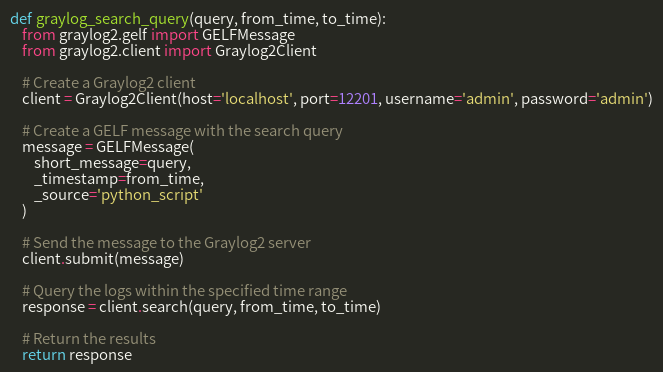 def graylog_search_query(query, from_time, to_time):
from graylog2.gelf import GELFMessage
from graylog2.client import Graylog2Client
# Create a Graylog2 client
client = Graylog2Client(host='localhost', port=12201, username='admin', password='admin')
# Create a GELF message with the search query
message = GELFMessage(
short_message=query,
_timestamp=from_time,
_source='python_script'
)
# Send the message to the Graylog2 server
client.submit(message)
# Query the logs within the specified time range
response = client.search(query, from_time, to_time)
# Return the results
return response